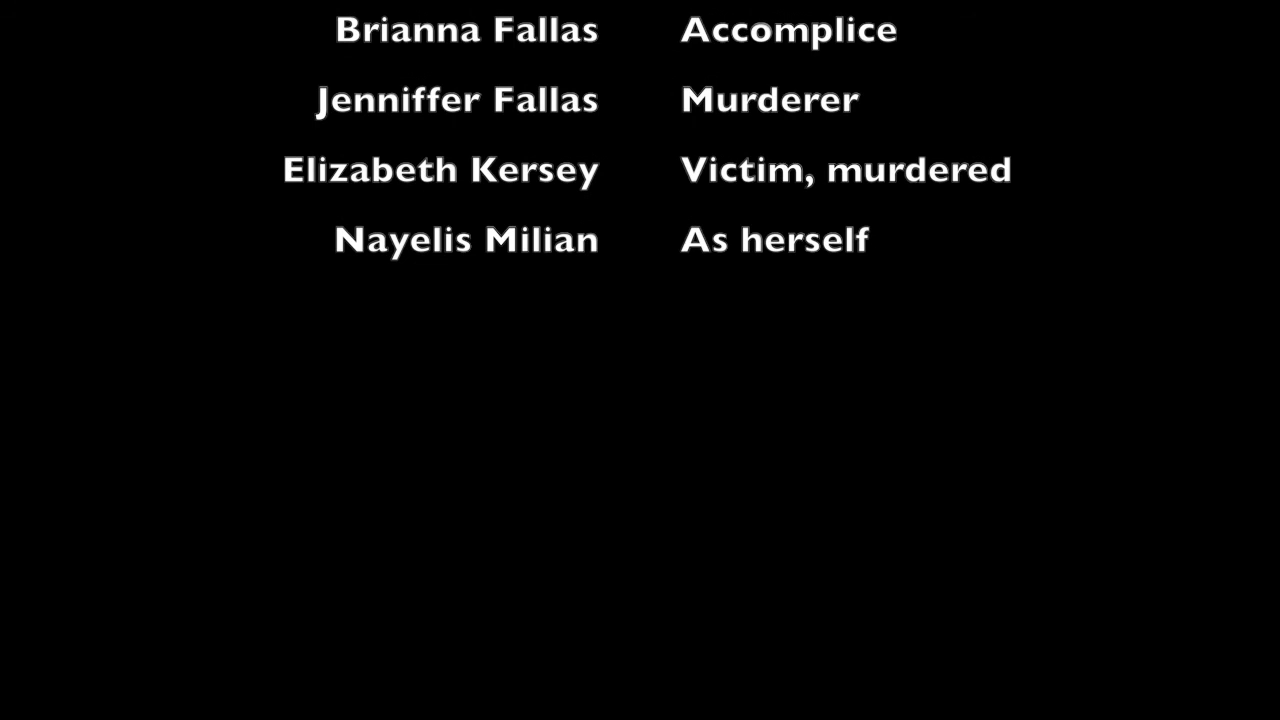 Brianna Fallas Accomplice
Jenniffer Fallas Murderer
Elizabeth Kersey Victim, murdered
Nayelis Milian As herself